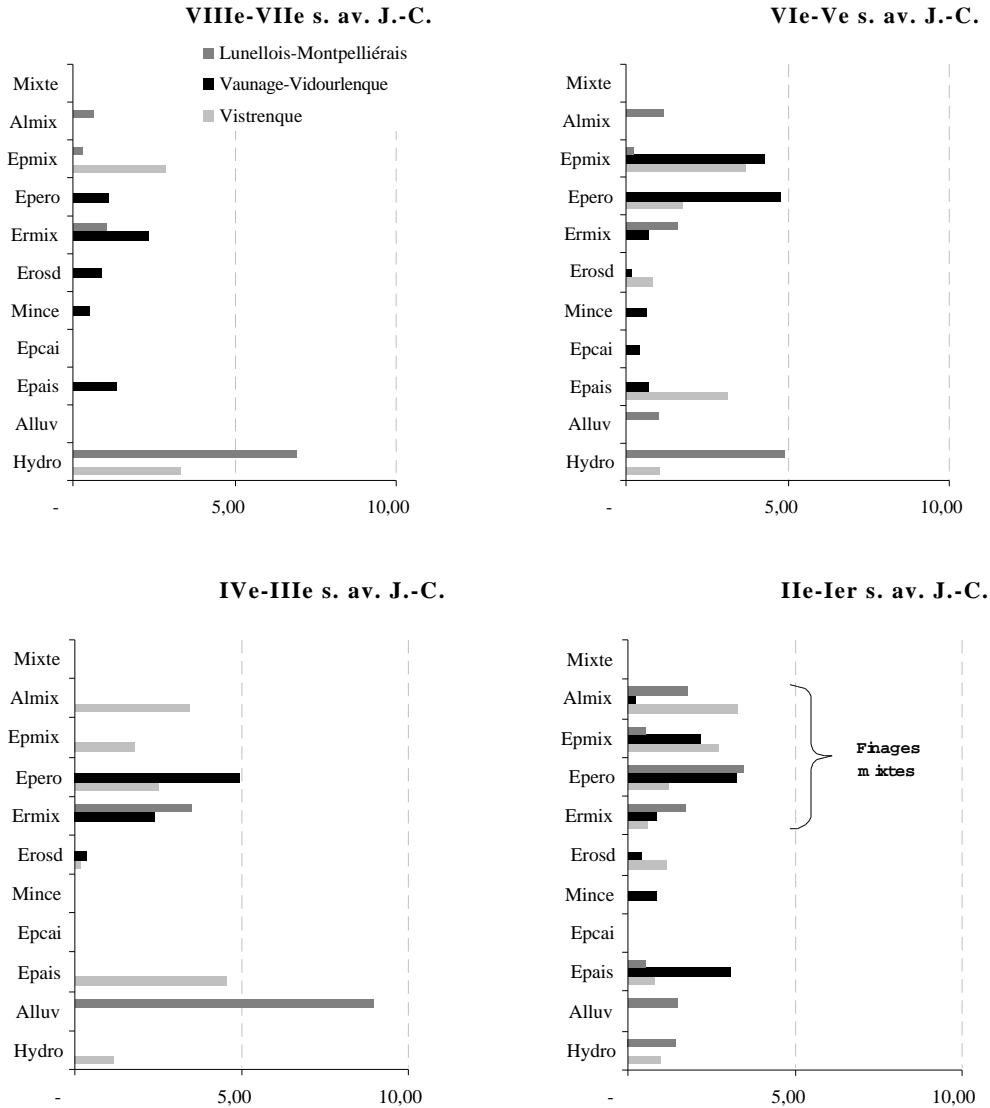 VIIIe-VIIe s. av. J.-C.
Lunellois-Montpelliérais
Vaunage-Vidourlenque
Vistrenque
Mixte
Almix
Epmix
Epero
Ermix
Erosd
Mince
Epcai
Epais
Alluv
Hydro
-
5,00
10,00
VIe-Ve s. av. J.-C.
Mixte
Almix
Epmix
Epero
Ermix
Erosd
Mince
Epcai
Epais
Alluv
Hydro
-
5,00
10,00
IVe-IIIe s. av. J.-C.
Mixte
Almix
Epmix
Epero
Ermix
Erosd
Mince
Epcai
Epais
Alluv
Hydro
-
5,00
10,00
IIe-Ier s. av. J.-C.
Mixte
Almix
Epmix
Epero
Ermix
Erosd
Mince
Epcai
Epais
Alluv
Hydro
-
5,00
10,00
Finages
mixtes